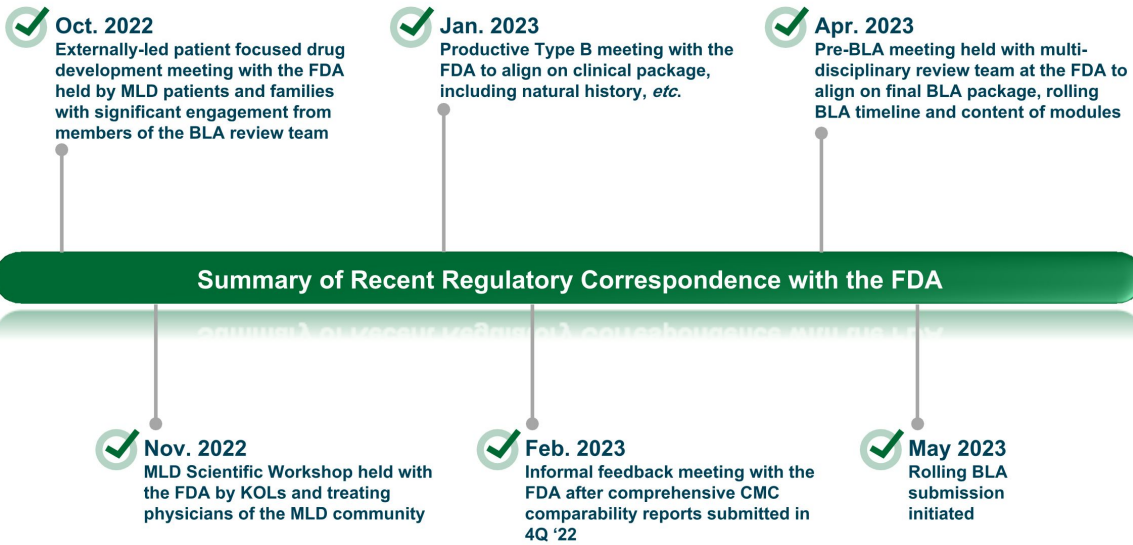 Oct. 2022
Externally-led patient focused drug
development meeting with the FDA
held by MLD patients and families
with significant engagement from
members of the BLA review team
Jan. 2023
Productive Type B meeting with the
FDA to align on clinical package,
including natural history, etc.
Apr. 2023
Pre-BLA meeting held with multi-
disciplinary review team at the FDA to
align on final BLA package, rolling
BLA timeline and content of modules
Summary of Recent Regulatory Correspondence with the FDA
Nov. 2022
MLD Scientific Workshop held with
the FDA by KOLs and treating
physicians of the MLD community
Feb. 2023
Informal feedback meeting with the
FDA after comprehensive CMC
comparability reports submitted in
4Q ‘22
May 2023
Rolling BLA
submission
initiated